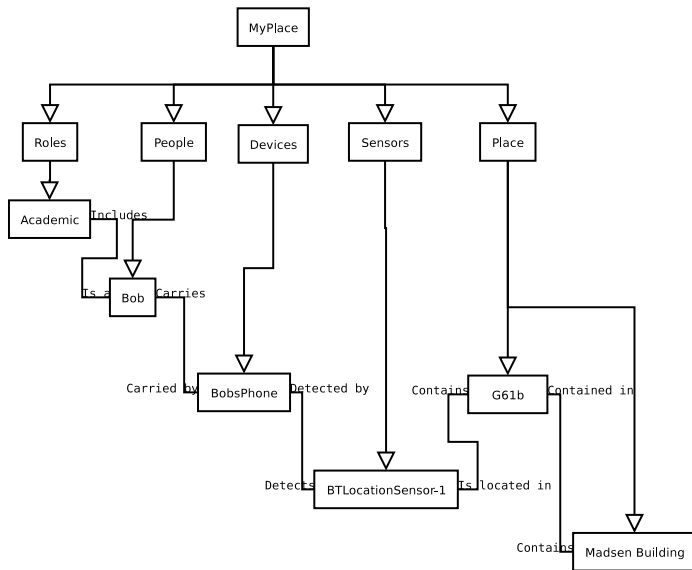 MyPlace
Roles
People
Devices
Sensors
Place
Academic
Includes
Is a
Bob
Carries
Carried by
BobsPhone
Detected by
Contains
G61b
Contained in
Detects
BTLocationSensor-1
Is located in
Contains
Madsen Building